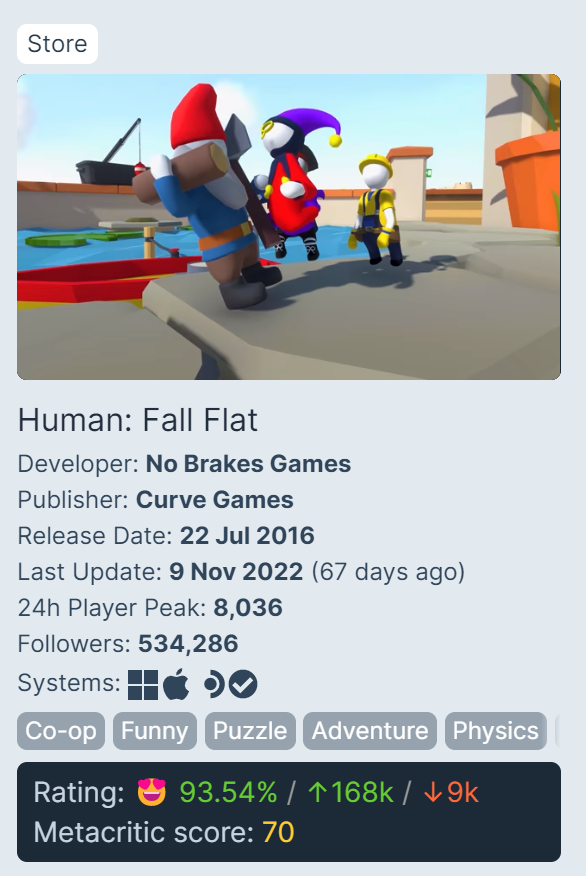 Store
Human: Fall Flat
Developer: No Brakes Games
Publisher: Curve Games
Release Date: 22 Jul 2016
Last Update: 9 Nov 2022 (67 days ago)
24h Player Peak: 8,036
Followers: 534,286
Systems:
Co-op Funny Puzzle Adventure Physics
Rating: 😍 93.54% / ↑168k / ↓9k
Metacritic score: 70